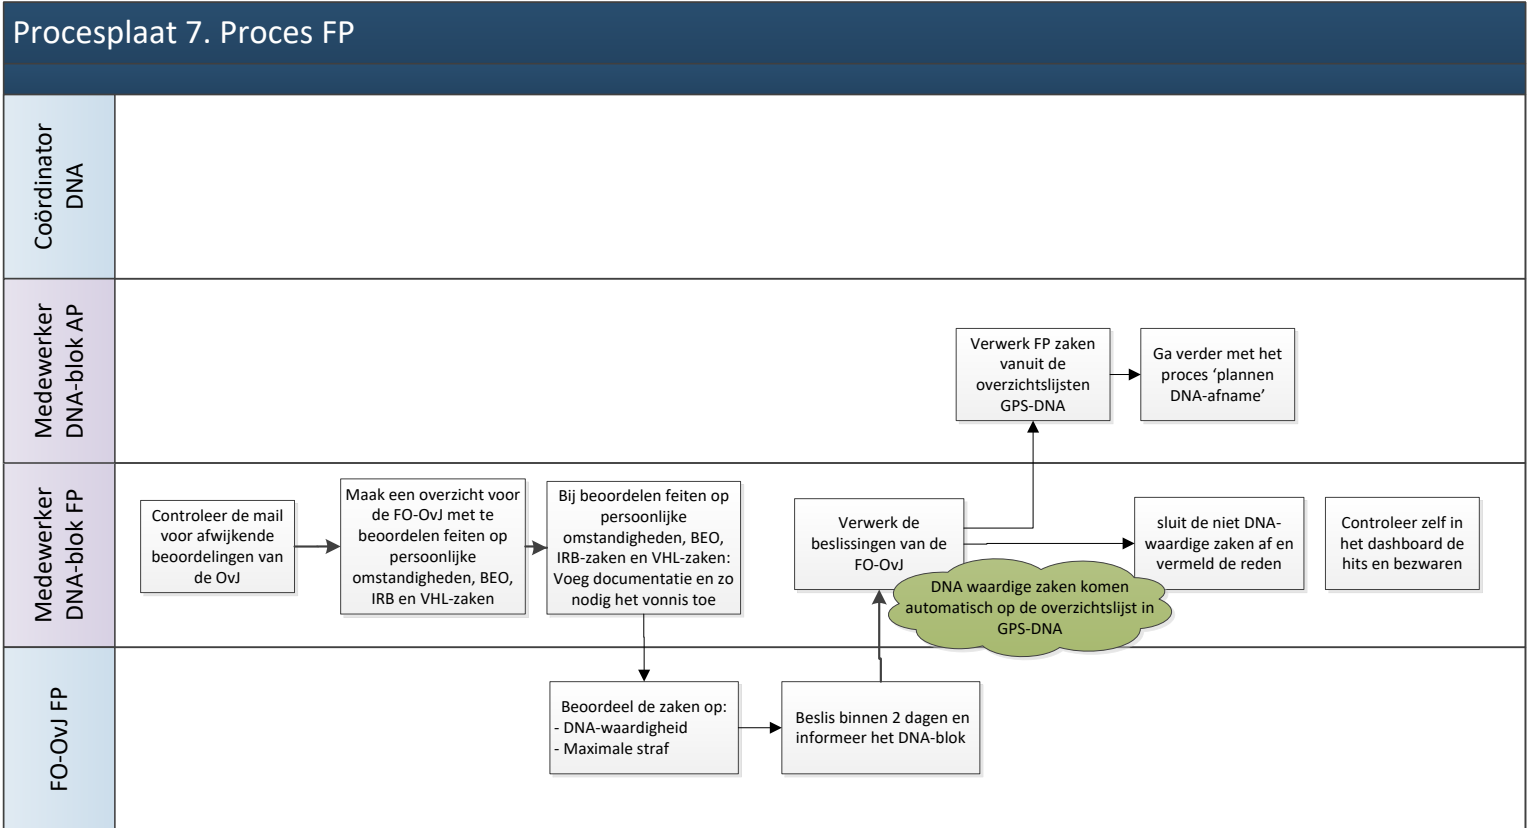 Procesplaat 7. Proces FP
Coördinator
DNA
Medewerker
DNA-blok AP
Verwerk FP zaken
vanuit de
overzichtslijsten
GPS-DNA
Ga verder met het
proces ‘plannen
DNA-afname’
Medewerker
DNA-blok FP
Controleer de mail
voor afwijkende
beoordelingen van
de OvJ
Maak een overzicht voor
de FO-OvJ met te
beoordelen feiten op
persoonlijke
omstandigheden, BEO,
IRB en VHL-zaken
Bij beoordelen feiten op
persoonlijke
omstandigheden, BEO,
IRB-zaken en VHL-zaken:
Voeg documentatie en zo
nodig het vonnis toe
Verwerk de
beslissingen van de
FO-OvJ
DNA waardige zaken komen
automatisch op de overzichtslijst in
GPS-DNA
sluit de niet DNA-
waardige zaken af en
vermeld de reden
Controleer zelf in
het dashboard de
hits en bezwaren
FO-OvJ FP
Beoordeel de zaken op:
- DNA-waardigheid
- Maximale straf
Beslis binnen 2 dagen en
informeer het DNA-blok